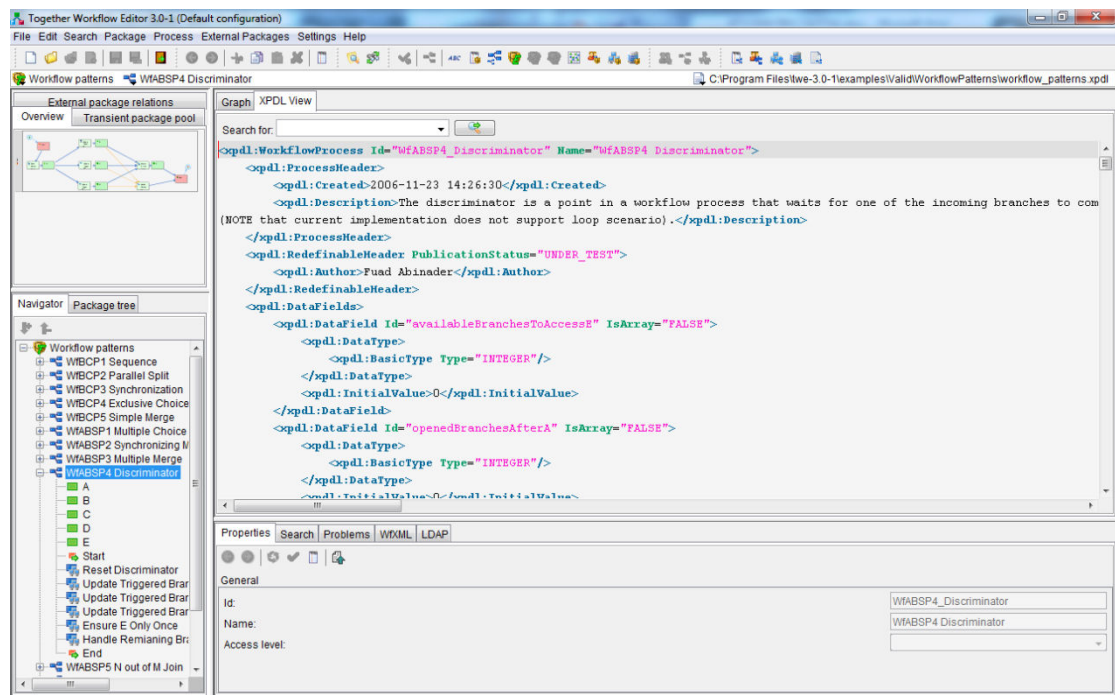 Together Workflow Editor 3.0-1 (Default configuration)
File Edit Search Package Process External Packages Settings Help
Workflow patterns WfABSP4 Discriminator
C:\Program Files\twe-3.0-1\examples\Valid\WorkflowPatterns\workflow_patterns.xpdl
External package relations
Overview Transient package pool
Navigator Package tree
Workflow patterns
WfBCP1 Sequence
WfBCP2 Parallel Split
WfBCP3 Synchronization
WfBCP4 Exclusive Choice
WfBCP5 Simple Merge
WfABSP1 Multiple Choice
WfABSP2 Synchronizing M
WfABSP3 Multiple Merge
WfABSP4 Discriminator
A
B
C
D
E
Start
Reset Discriminator
Update Triggered Brar
Update Triggered Brar
Update Triggered Brar
Ensure E Only Once
Handle Remianing Bra
End
WfABSP5 N out of M Join
Graph XPDL View
Search for:
<xpdl:WorkflowProcess Id="WfABSP4_Discriminator" Name="WfABSP4 Discriminator">
<xpdl:ProcessHeader>
<xpdl:Created>2006-11-23 14:26:30</xpdl:Created>
<xpdl:Description>The discriminator is a point in a workflow process that waits for one of the incoming branches to com
(NOTE that current implementation does not support loop scenario).</xpdl:Description>
</xpdl:ProcessHeader>
<xpdl:RedefinableHeader PublicationStatus="UNDER_TEST">
<xpdl:Author>Fuad Abinader</xpdl:Author>
</xpdl:RedefinableHeader>
<xpdl:DataFields>
<xpdl:DataField Id="availableBranchesToAccessE" IsArray="FALSE">
<xpdl:DataType>
<xpdl:BasicType Type="INTEGER"/>
</xpdl:DataType>
<xpdl:InitialValue>0</xpdl:InitialValue>
</xpdl:DataField>
<xpdl:DataField Id="openedBranchesAfterA" IsArray="FALSE">
<xpdl:DataType>
<xpdl:BasicType Type="INTEGER"/>
</xpdl:DataType>
<xpdl:InitialValue>0</xpdl:InitialValue>
Properties Search Problems WfXML LDAP
General
Id: WfABSP4_Discriminator
Name: WfABSP4 Discriminator
Access level: